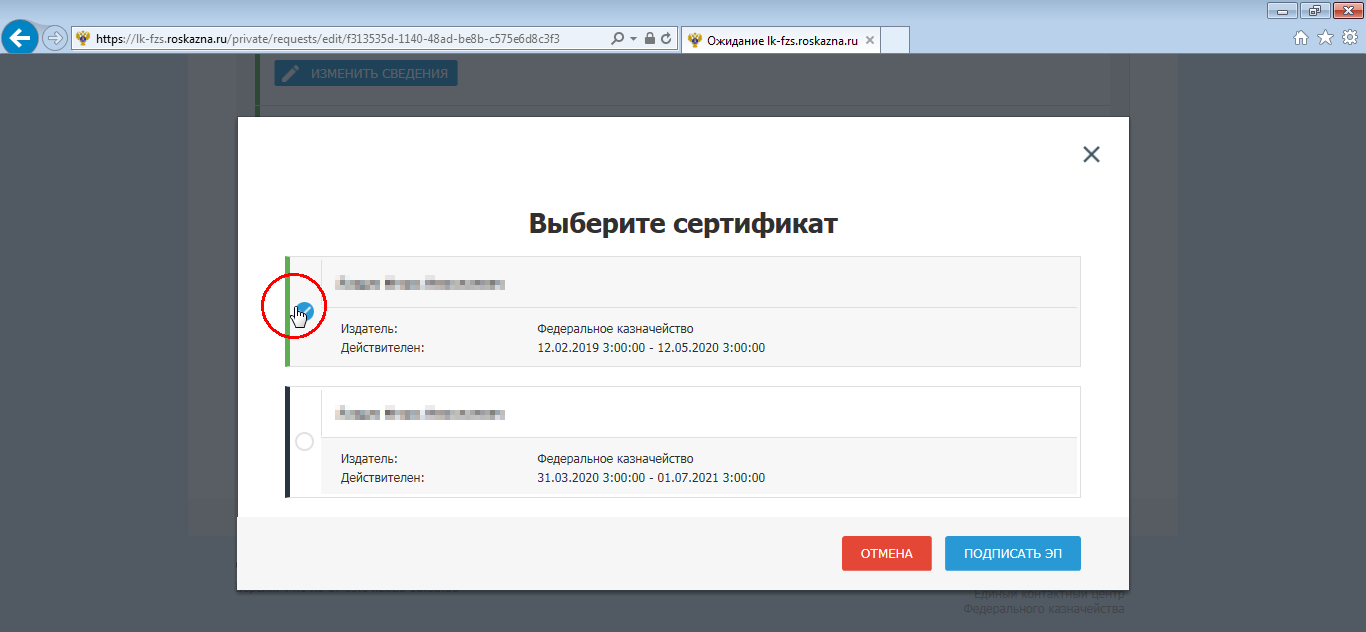 https://lk-fzs.roskazna.ru/private/requests/edit/f313535d-1140-48ad-be8b-c575e6d8c3f3
Ожидание lk-fzs.roskazna.ru
ИЗМЕНИТЬ СВЕДЕНИЯ
Выберите сертификат
Издатель: Федеральное казначейство
Действителен: 12.02.2019 3:00:00 - 12.05.2020 3:00:00
Издатель: Федеральное казначейство
Действителен: 31.03.2020 3:00:00 - 01.07.2021 3:00:00
ОТМЕНА ПОДПИСАТЬ ЭП
Единый контактный центр
Федерального казначейства